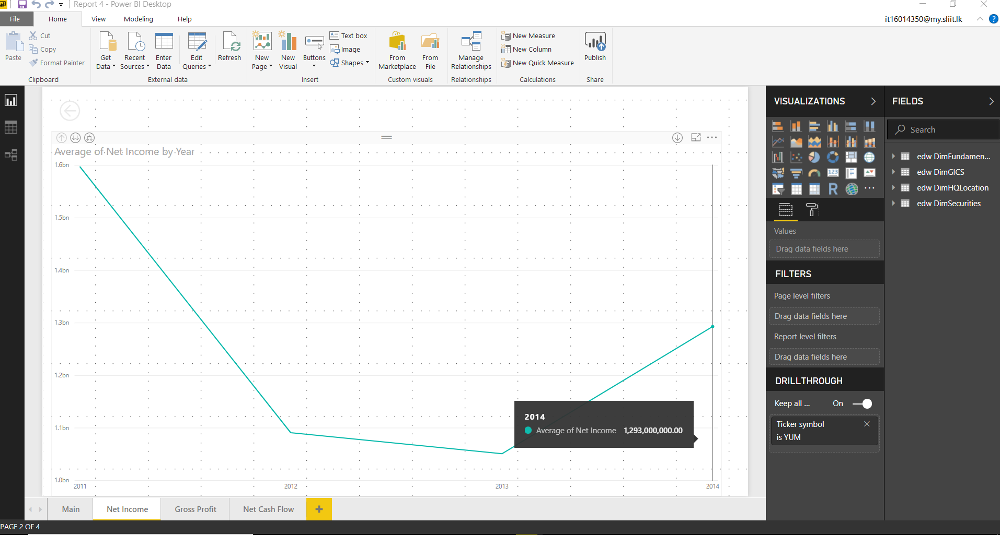 Report 4 - Power BI Desktop
File
Home
View
Modeling
Help
it16014350@my.sliit.lk
?
Paste
Cut
Copy
Format Painter
Clipboard
Get
Data
Recent
Sources
Enter
Data
Edit
Queries
Refresh
External data
New
Page
New
Visual
Buttons
Text box
Image
Shapes
Insert
From
Marketplace
From
File
Custom visuals
Manage
Relationships
Relationships
New Measure
New Column
New Quick Measure
Calculations
Publish
Share
Average of Net Income by Year
1.6bn
1.5bn
1.4bn
1.3bn
1.2bn
1.1bn
1.0bn
2011
2012
2013
2014
2014
Average of Net Income 1,293,000,000.00
VISUALIZATIONS
123
R
Values
Drag data fields here
FILTERS
Page level filters
Drag data fields here
Report level filters
Drag data fields here
DRILLTHROUGH
Keep all ...
On
Ticker symbol
is YUM
FIELDS
Search
edw DimFundamen...
edw DimGICS
edw DimHQLocation
edw DimSecurities
Main
Net Income
Gross Profit
Net Cash Flow
PAGE 2 OF 4